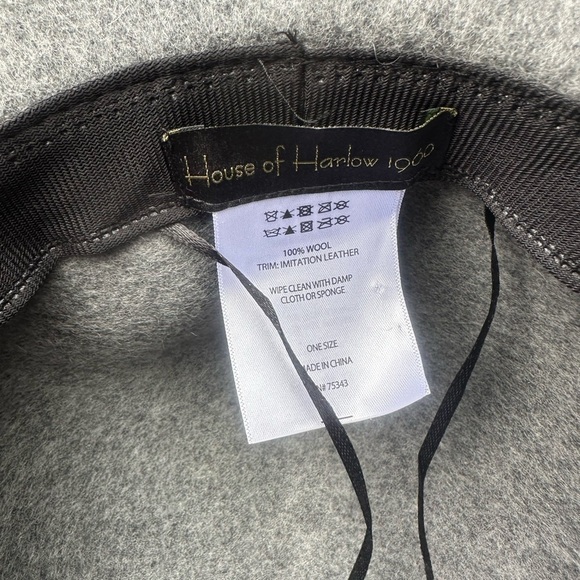 House of Harlow 1960
100% WOOL
TRIM: IMITATION LEATHER
WIPE CLEAN WITH DAMP
CLOTH OR SPONGE
ONE SIZE
MADE IN CHINA
75343